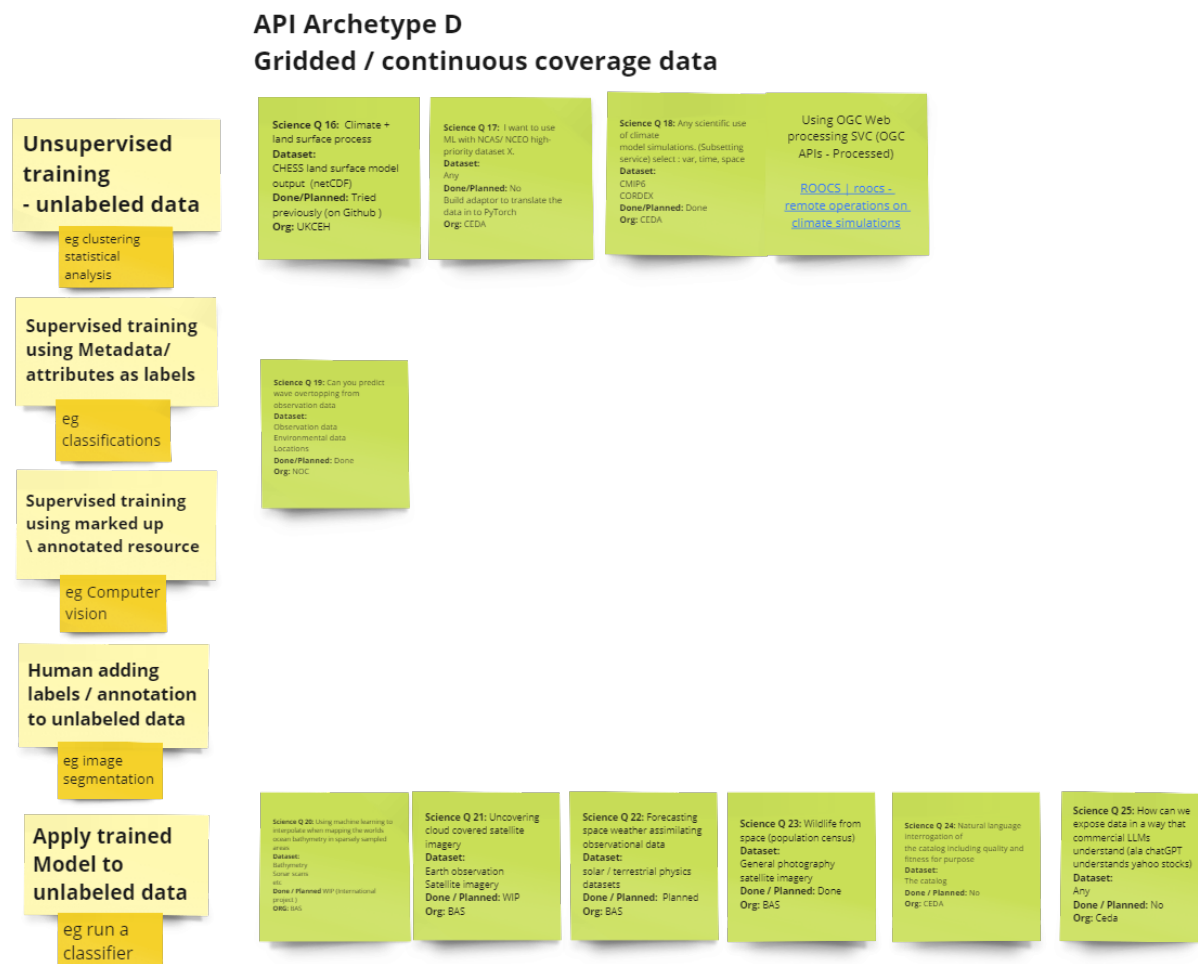 API Archetype D
Gridded / continuous coverage data
Unsupervised
training
- unlabeled data
eg clustering
statistical
analysis
Science Q 16: Climate +
land surface process
Dataset:
CHESS land surface model
output (netCDF)
Done/Planned: Tried
previously (on Github )
Org: UKCEH
Science Q 17: I want to use
ML with NCAS/ NCEO high-
priority dataset X.
Dataset:
Any
Done/Planned: No
Build adaptor to translate the
data in to PyTorch
Org: CEDA
Science Q 18: Any scientific use
of climate
model simulations. (Subsetting
service) select : var, time, space
Dataset:
CMIP6
CORDEX
Done/Planned: Done
Org: CEDA
Using OGC Web
processing SVC (OGC
APIs - Processed)
ROOCS | roocs -
remote operations on
climate simulations
Supervised training
using Metadata/
attributes as labels
eg
classifications
Science Q 19: Can you predict
wave overtopping from
observation data
Dataset:
Observation data
Environmental data
Locations
Done/Planned: Done
Org: NOC
Supervised training
using marked up
\ annotated resource
eg Computer
vision
Human adding
labels / annotation
to unlabeled data
eg image
segmentation
Apply trained
Model to
unlabeled data
eg run a
classifier
Science Q 20: Using machine learning to
interpolate when mapping the worlds
ocean bathymetry in sparsely sampled
areas
Dataset:
Bathymetry
Sonar scans
etc
Done / Planned WIP (International
project )
ORG: BAS
Science Q 21: Uncovering
cloud covered satellite
imagery
Dataset:
Earth observation
Satellite imagery
Done / Planned: WIP
Org: BAS
Science Q 22: Forecasting
space weather assimilating
observational data
Dataset:
solar / terrestrial physics
datasets
Done / Planned: Planned
Org: BAS
Science Q 23: Wildlife from
space (population census)
Dataset:
General photography
satellite imagery
Done / Planned: Done
Org: BAS
Science Q 24: Natural language
interrogation of
the catalog including quality and
fitness for purpose
Dataset:
The catalog
Done / Planned: No
Org: CEDA
Science Q 25: How can we
expose data in a way that
commercial LLMs
understand (ala chatGPT
understands yahoo stocks)
Dataset:
Any
Done / Planned: No
Org: Ceda